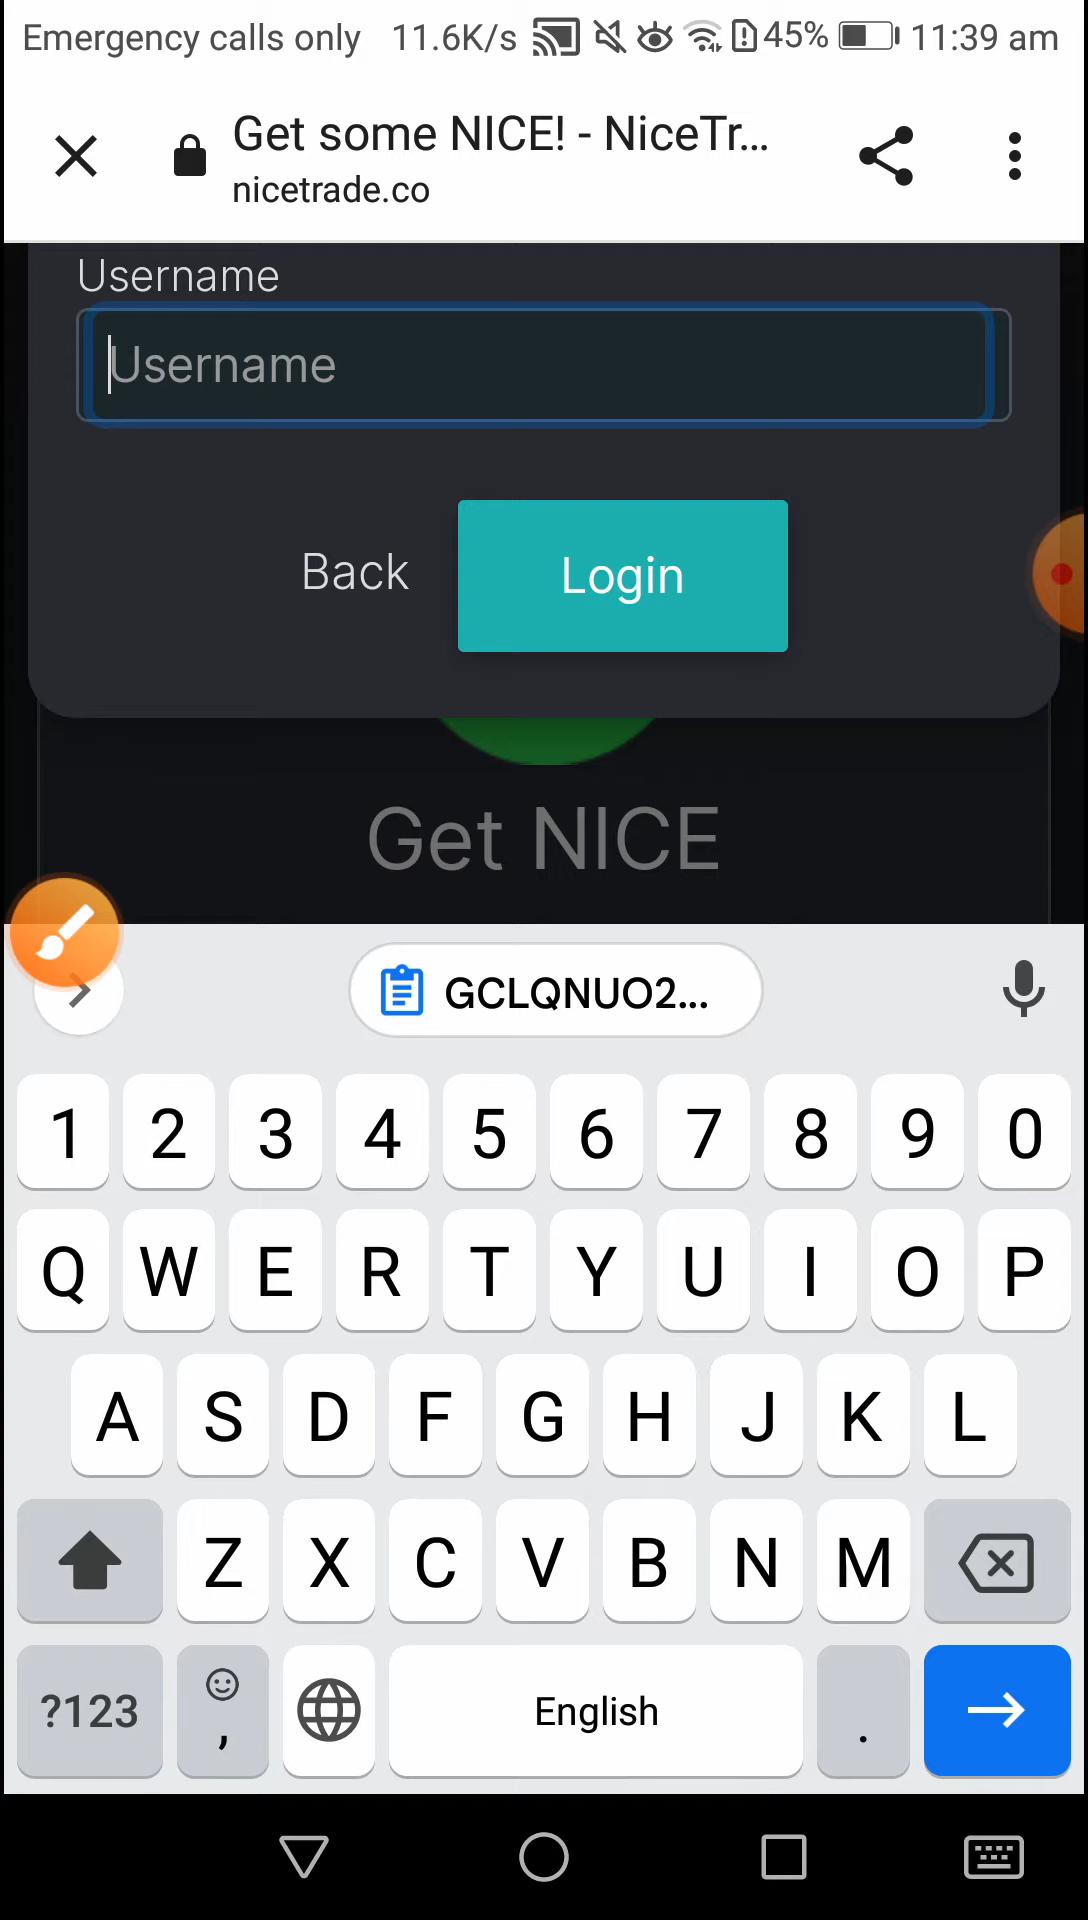 Emergency calls only 11.6K/s 45% 11:39 am
Get some NICE! - NiceTr...
nicetrade.co
Username
Username
Back Login
Get NICE
GCLQNUO2...
1 2 3 4 5 6 7 8 9 0
Q W E R T Y U I O P
A S D F G H J K L
Z X C V B N M
?123 , English .